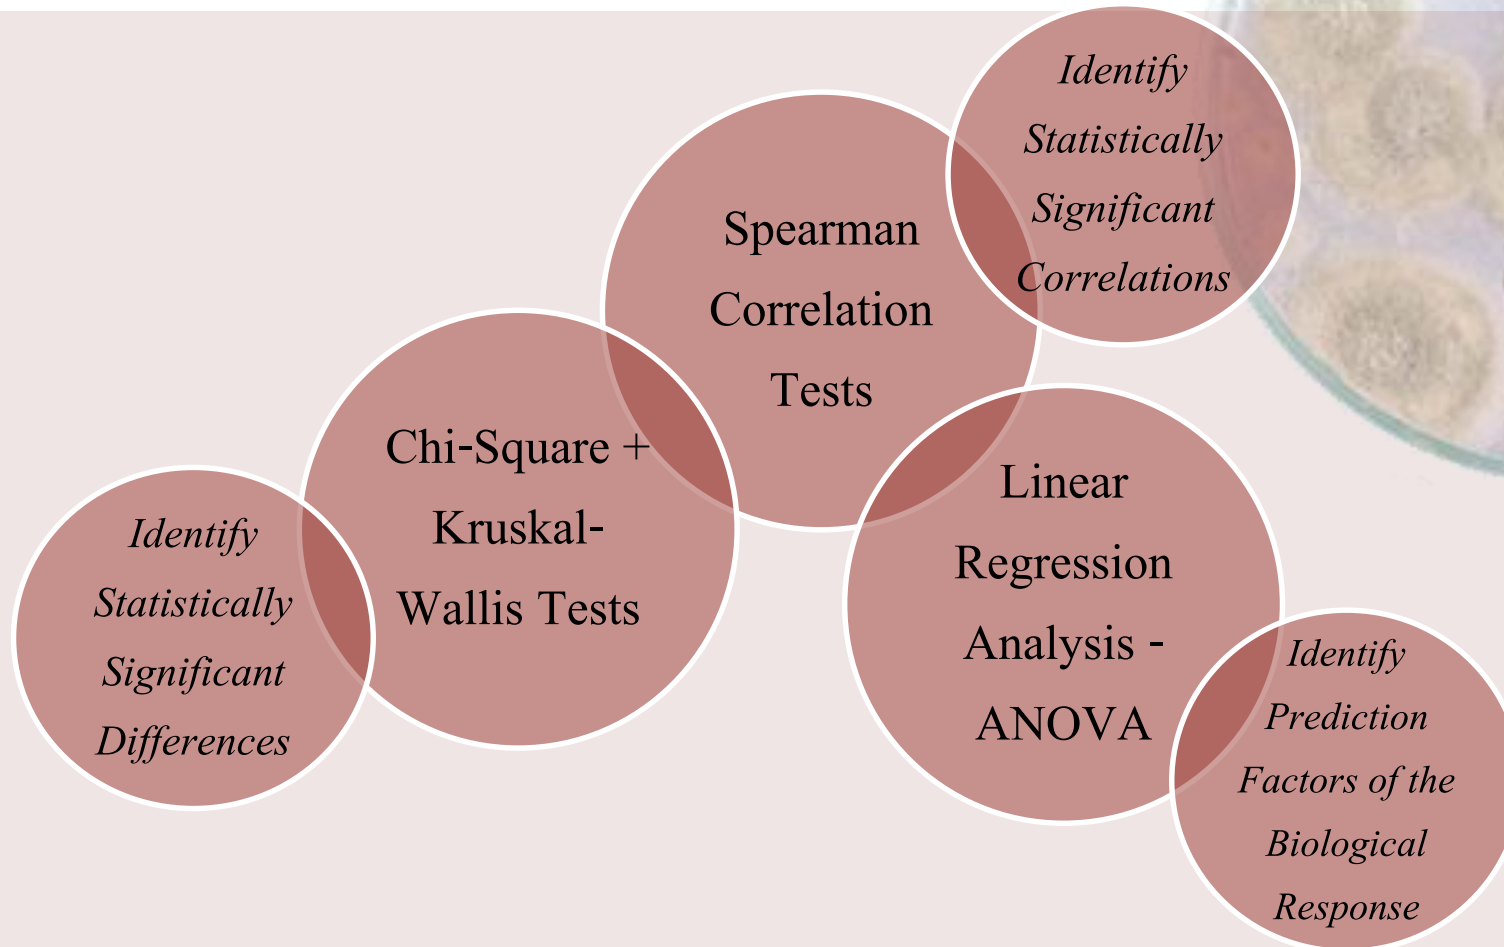 Identify
Statistically
Significant
Differences
Chi-Square +
Kruskal-
Wallis Tests
Spearman
Correlation
Tests
Identify
Statistically
Significant
Correlations
Linear
Regression
Analysis -
ANOVA
Identify
Prediction
Factors of the
Biological
Response